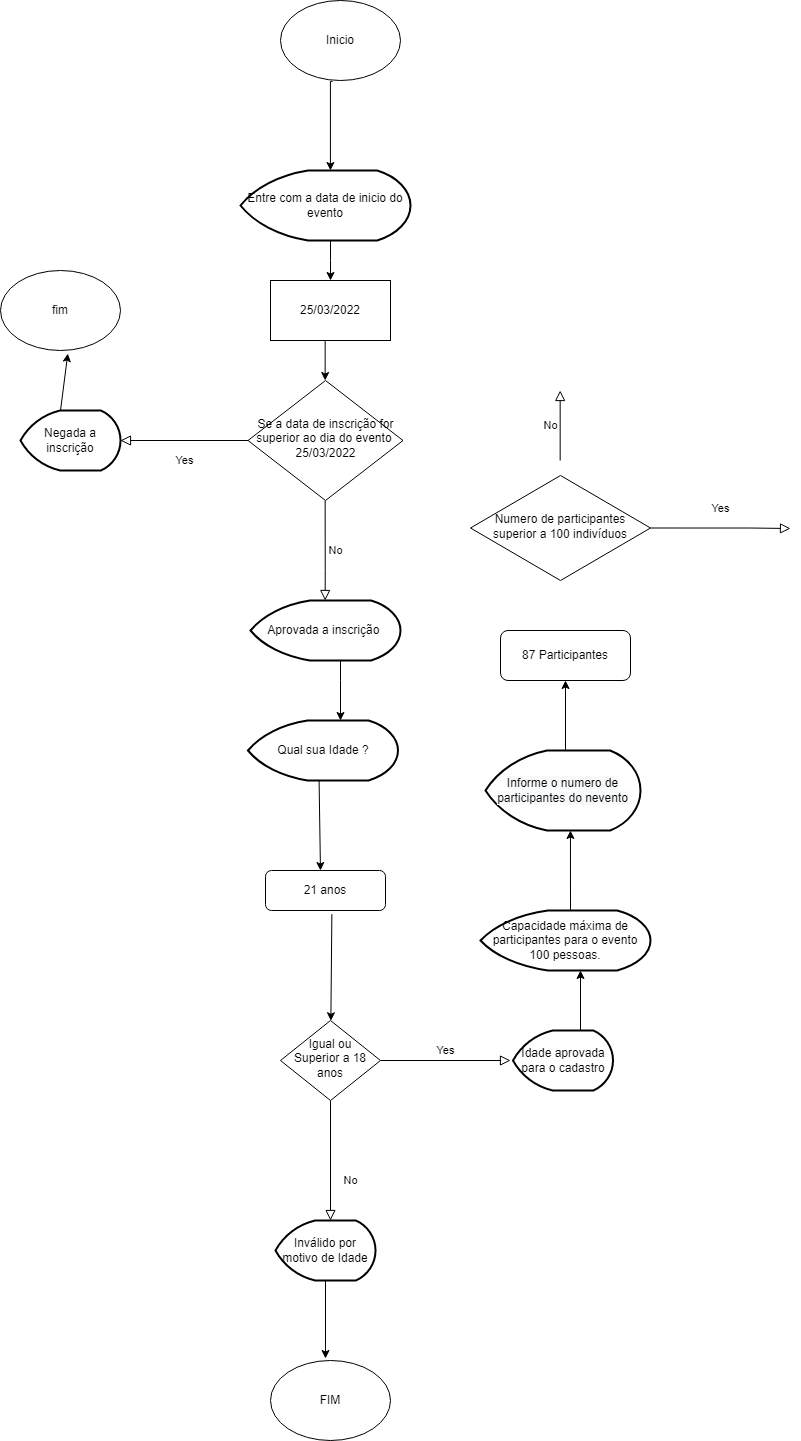 Inicio
Entre com a data de inicio do
evento
25/03/2022
fim
Se a data de inscrição for
superior ao dia do evento
25/03/2022
Yes
Negada a
inscrição
No
Aprovada a inscrição
Qual sua Idade ?
21 anos
Igual ou
Superior a 18
anos
Yes
Idade aprovada
para o cadastro
Capacidade máxima de
participantes para o evento
100 pessoas.
Informe o numero de
participantes do nevento
87 Participantes
Numero de participantes
superior a 100 indivíduos
No
Yes
No
Inválido por
motivo de Idade
FIM